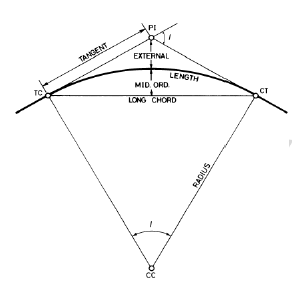 PI
I
TANGENT
EXTERNAL
LENGTH
MID. ORD.
TC
CT
LONG CHORD
RADIUS
I
CC